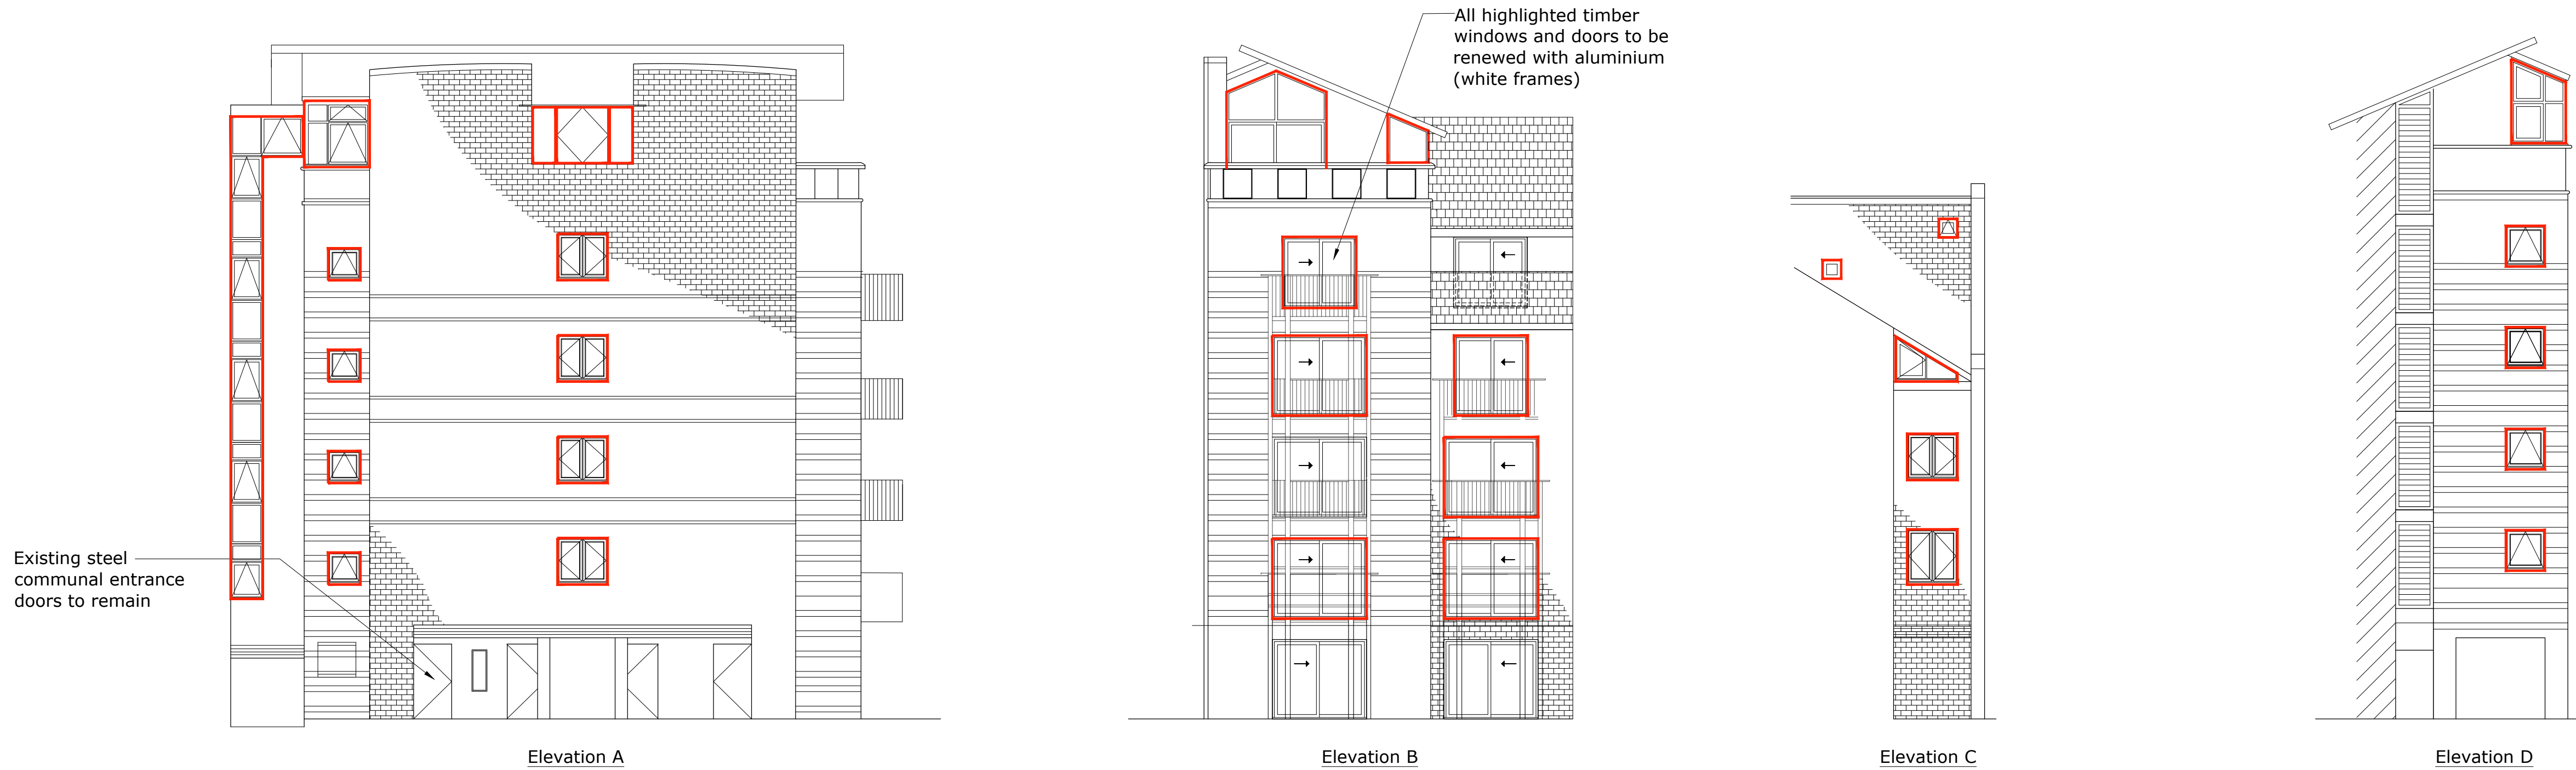 All highlighted timber
windows and doors to be
renewed with aluminium
(white frames)
Existing steel
communal entrance
doors to remain
Elevation A
Elevation B
Elevation C
Elevation D